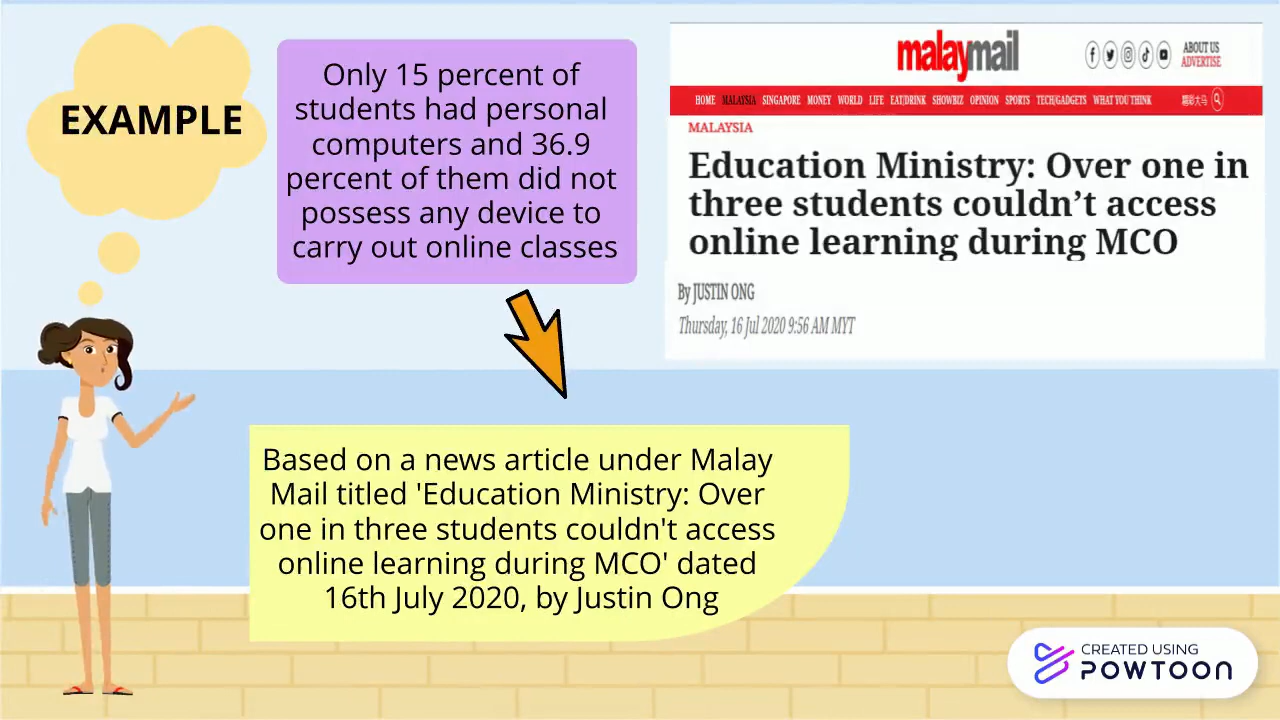 EXAMPLE
Only 15 percent of
students had personal
computers and 36.9
percent of them did not
possess any device to
carry out online classes
malaymail
ABOUT US
ADVERTISE
HOME MALAYSIA SINGAPORE MONEY WORLD LIFE EAT/DRINK SHOWBIZ OPINION SPORTS TECH/GADGETS WHAT YOU THINK
MALAYSIA
Education Ministry: Over one in
three students couldn’t access
online learning during MCO
By JUSTIN ONG
Thursday, 16 Jul 2020 9:56 AM MYT
Based on a news article under Malay
Mail titled 'Education Ministry: Over
one in three students couldn't access
online learning during MCO' dated
16th July 2020, by Justin Ong
CREATED USING
POWTOON